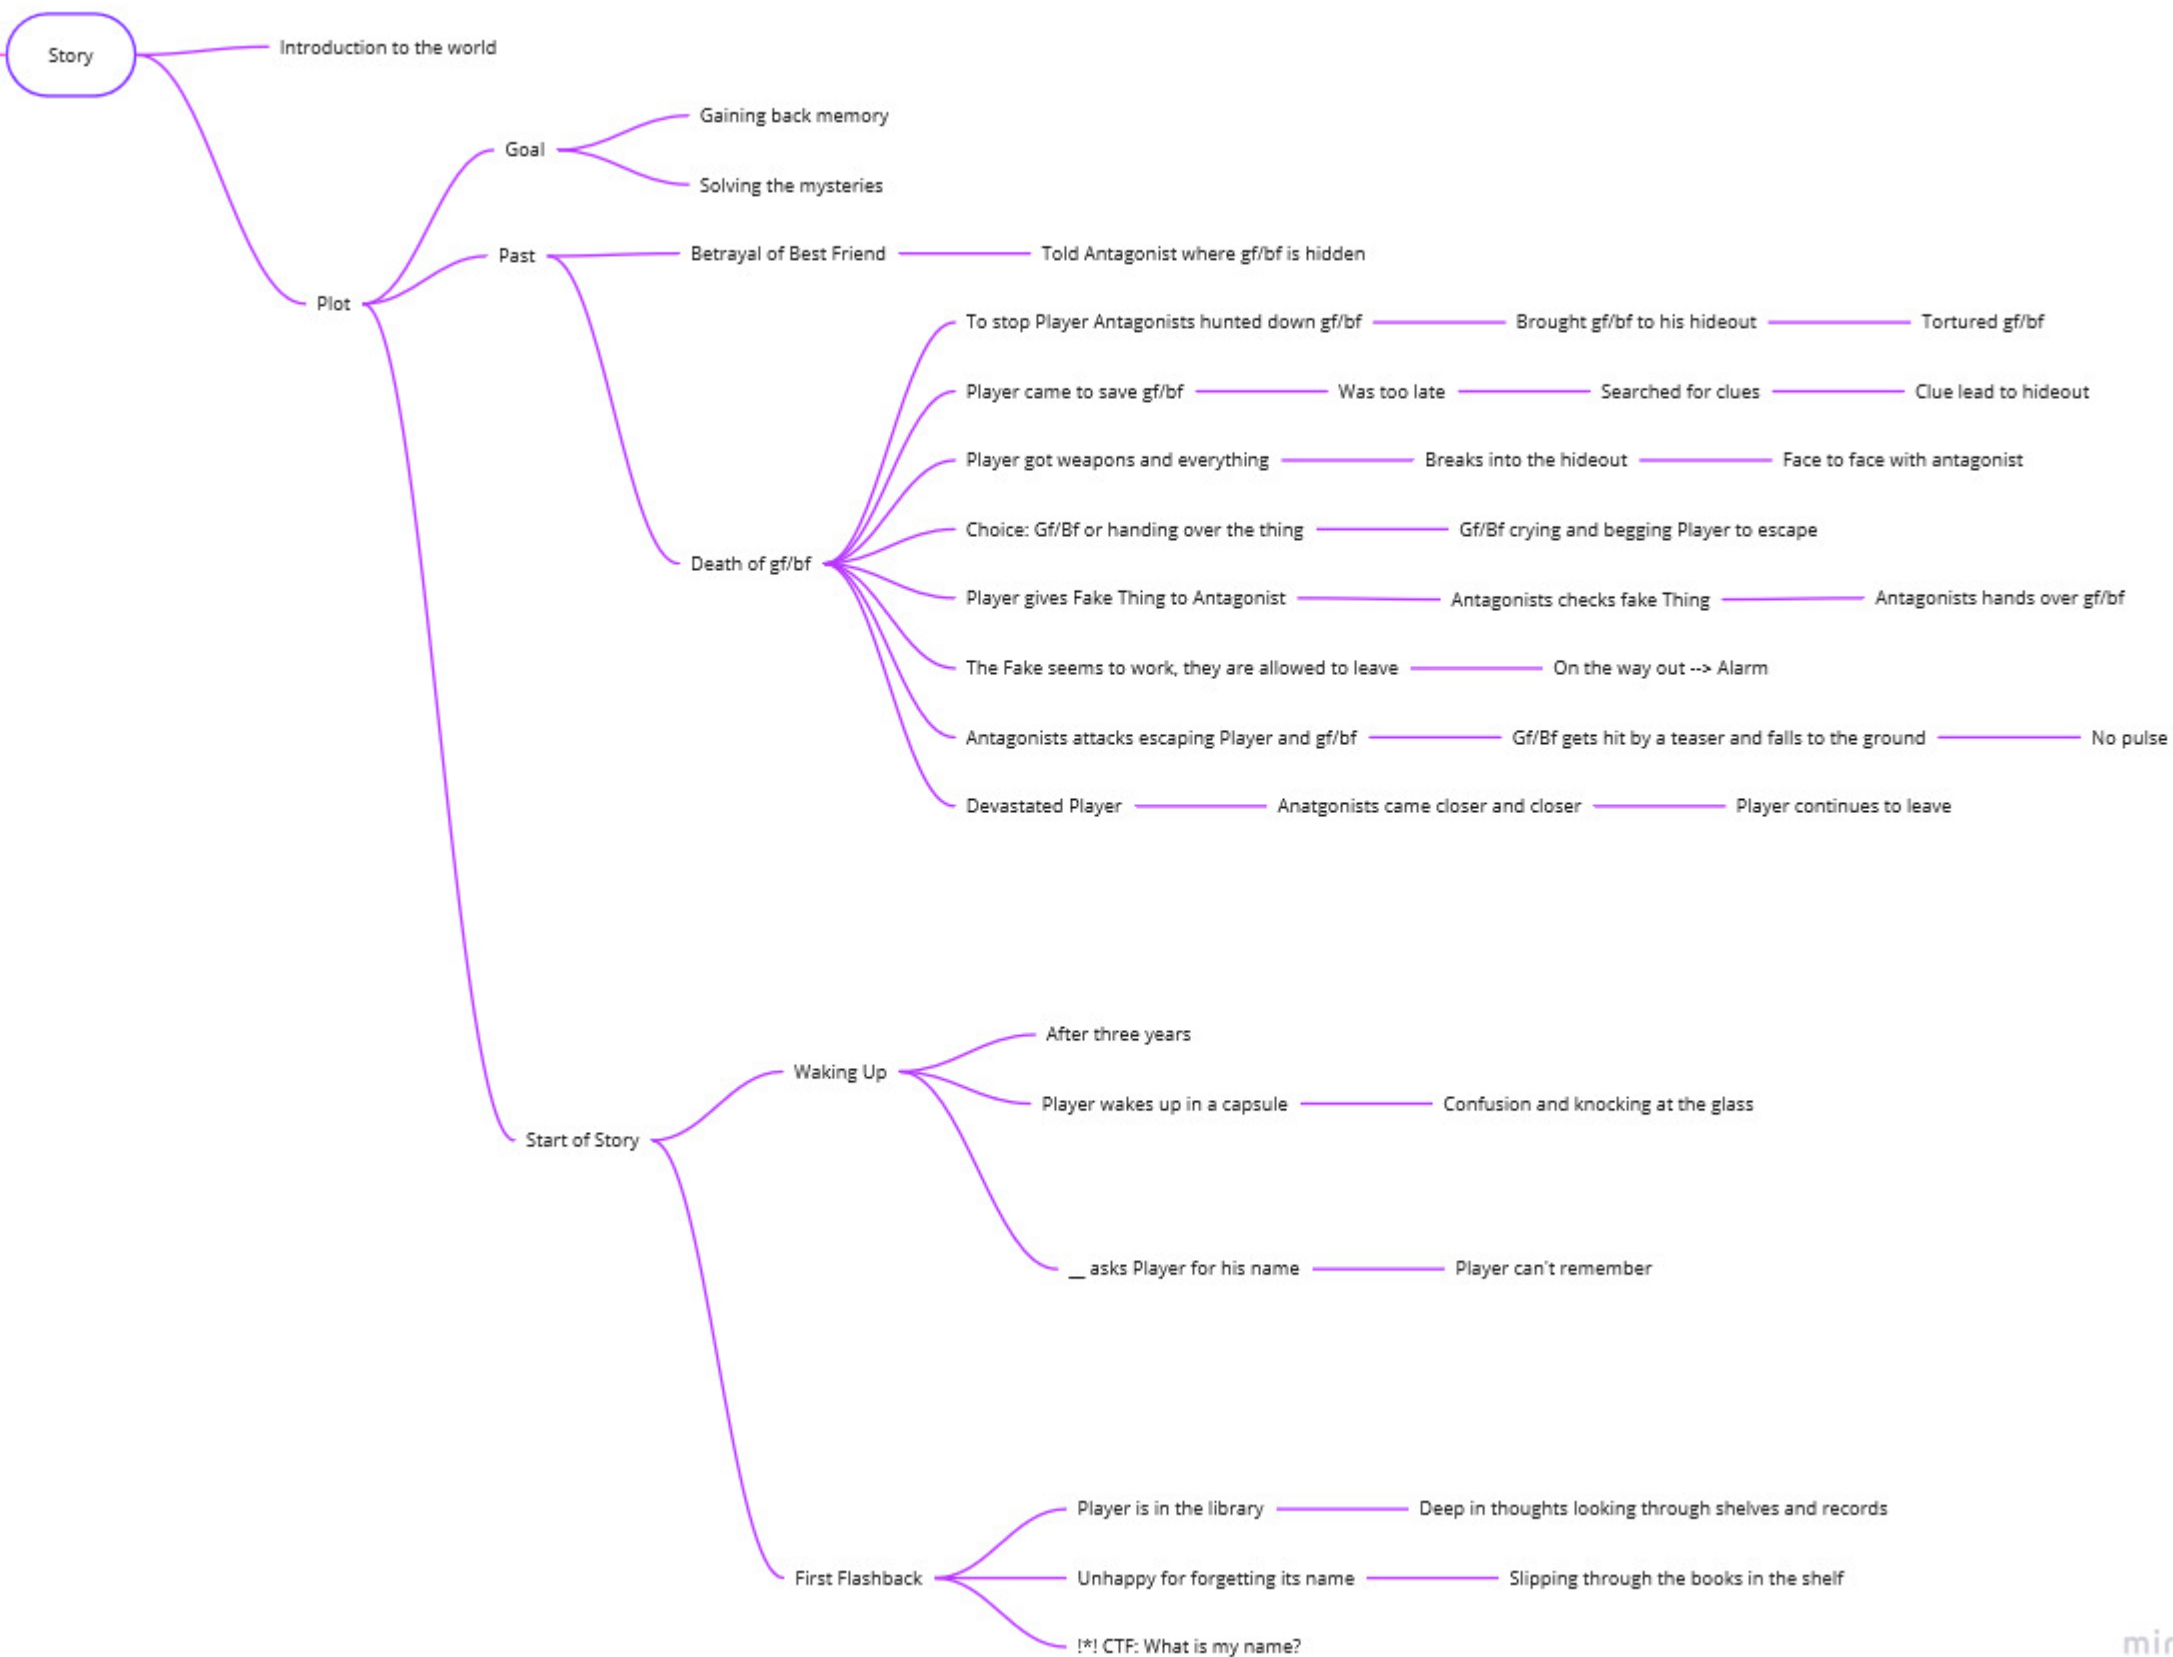 Story
Introduction to the world
Plot
Goal
Gaining back memory
Solving the mysteries
Past
Betrayal of Best Friend
Told Antagonist where gf/bf is hidden
Death of gf/bf
To stop Player Antagonists hunted down gf/bf
Brought gf/bf to his hideout
Tortured gf/bf
Player came to save gf/bf
Was too late
Searched for clues
Clue lead to hideout
Player got weapons and everything
Breaks into the hideout
Face to face with antagonist
Choice: Gf/Bf or handing over the thing
Gf/Bf crying and begging Player to escape
Player gives Fake Thing to Antagonist
Antagonists checks fake Thing
Antagonists hands over gf/bf
The Fake seems to work, they are allowed to leave
On the way out --> Alarm
Antagonists attacks escaping Player and gf/bf
Gf/Bf gets hit by a teaser and falls to the ground
No pulse
Devastated Player
Anatgonists came closer and closer
Player continues to leave
Start of Story
Waking Up
After three years
Player wakes up in a capsule
Confusion and knocking at the glass
__ asks Player for his name
Player can't remember
First Flashback
Player is in the library
Deep in thoughts looking through shelves and records
Unhappy for forgetting its name
Slipping through the books in the shelf
!*! CTF: What is my name?
mir